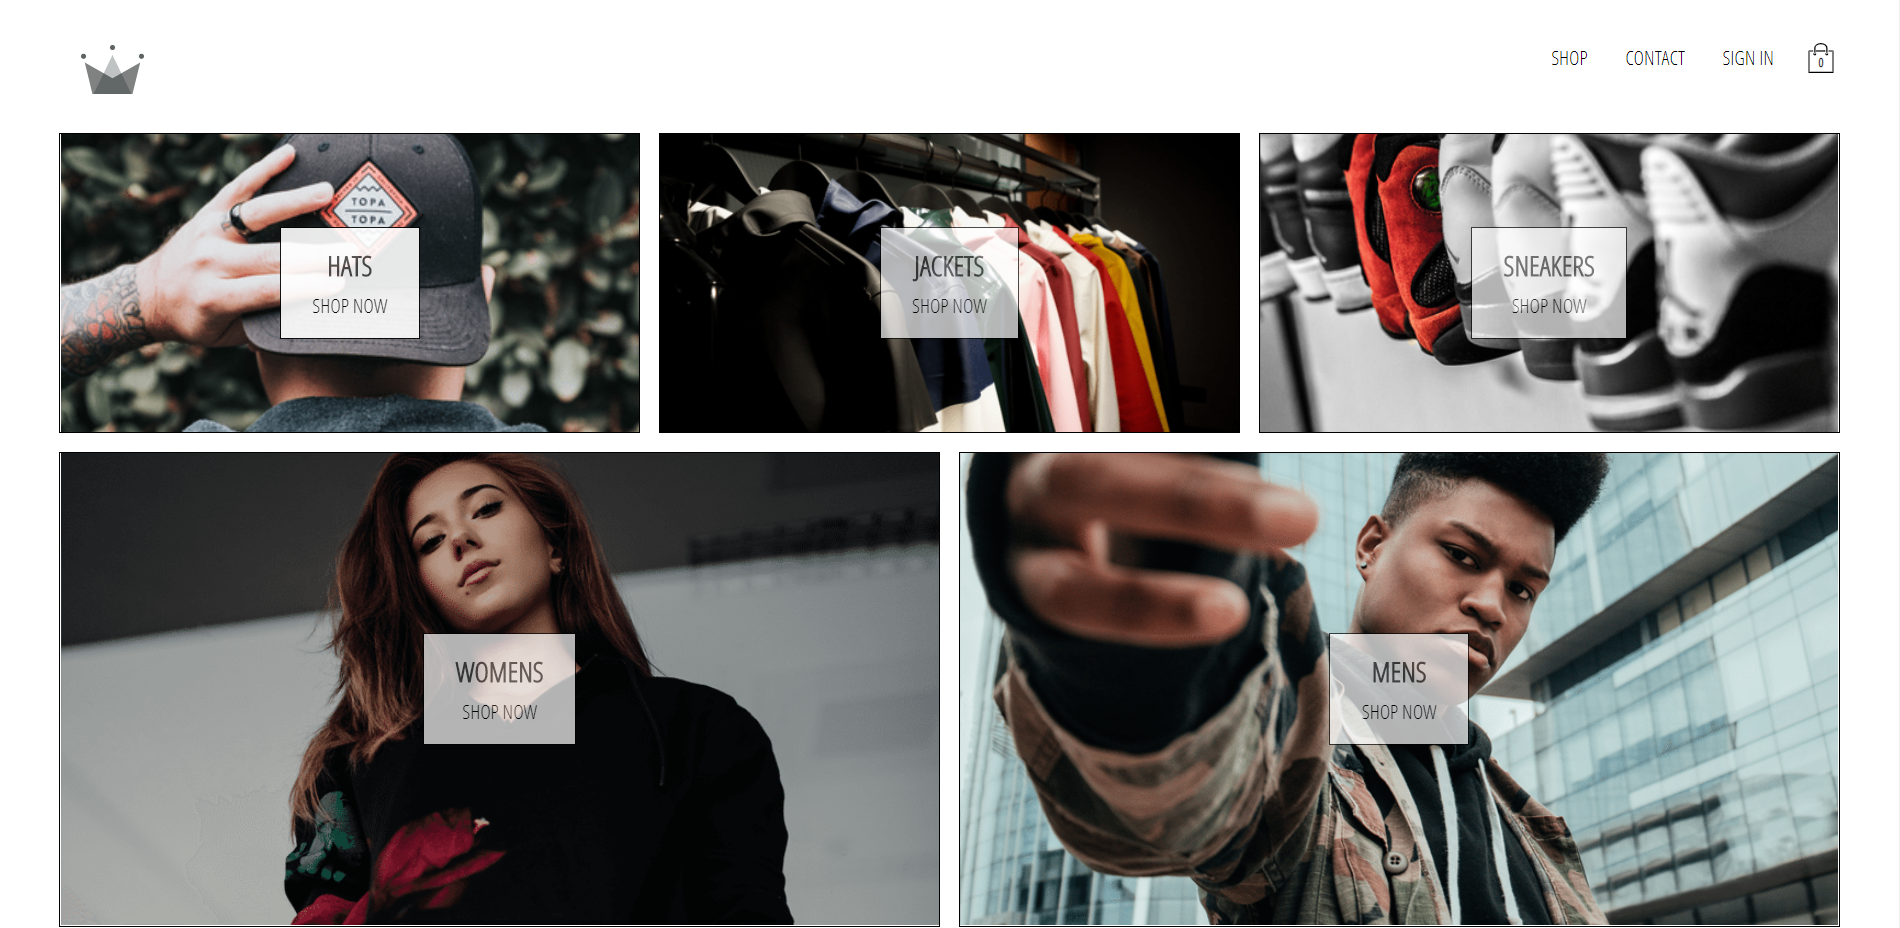 SHOP
CONTACT
SIGN IN
0
TOPA
TOPA
HATS
SHOP NOW
JACKETS
SHOP NOW
SNEAKERS
SHOP NOW
WOMENS
SHOP NOW
MENS
SHOP NOW